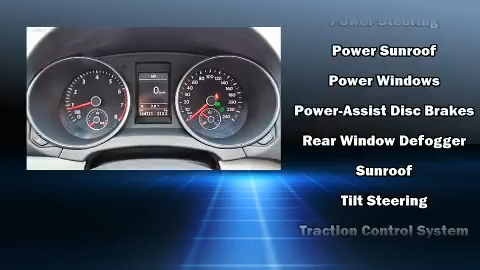 Power Steering
Power Sunroof
Power Windows
Power-Assist Disc Brakes
Rear Window Defogger
Sunroof
Tilt Steering
Traction Control System